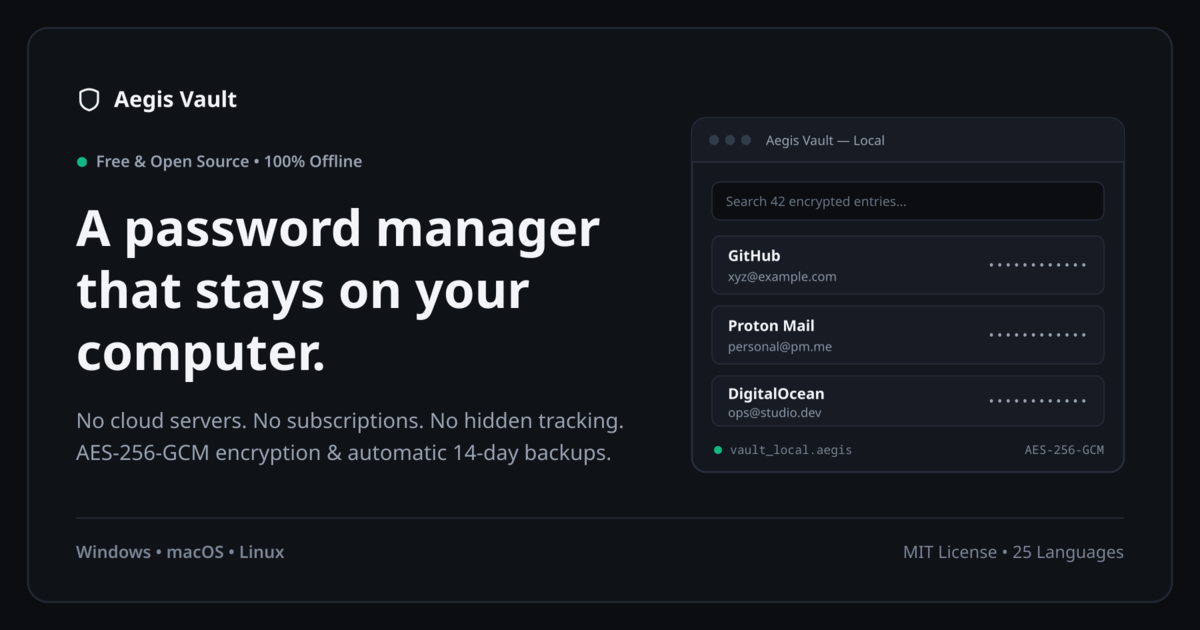 Aegis Vault
Free & Open Source • 100% Offline
A password manager
that stays on your
computer.
No cloud servers. No subscriptions. No hidden tracking.
AES-256-GCM encryption & automatic 14-day backups.
Aegis Vault — Local
Search 42 encrypted entries...
GitHub
xyz@example.com
••••••••••••
Proton Mail
personal@pm.me
••••••••••••
DigitalOcean
ops@studio.dev
••••••••••••
vault_local.aegis
AES-256-GCM
Windows • macOS • Linux
MIT License • 25 Languages